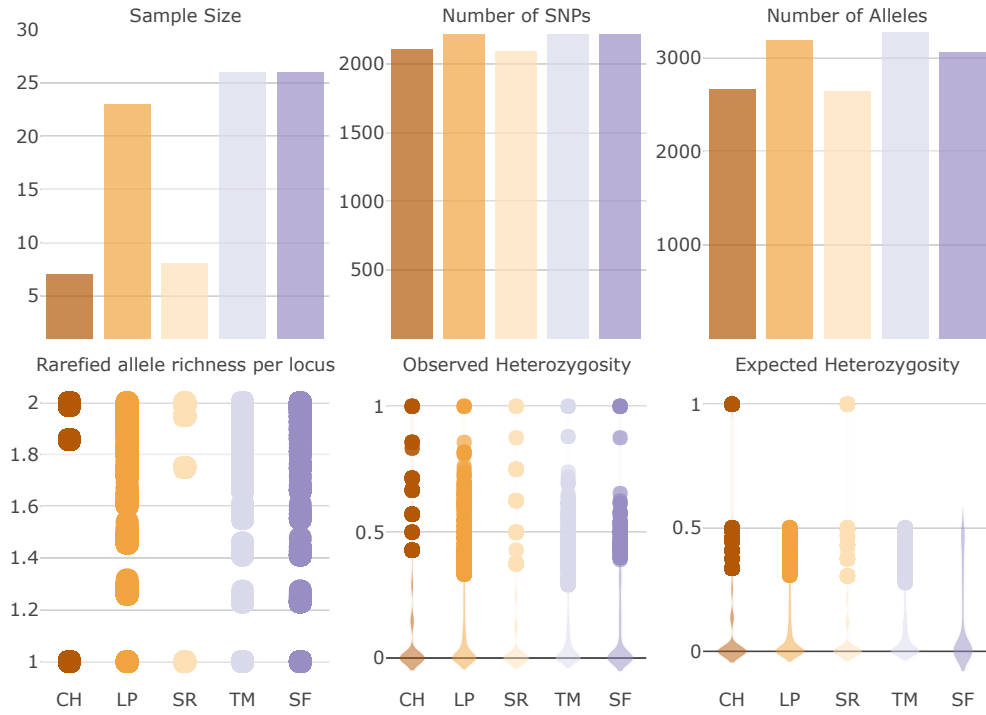 Sample Size
30
25
20
15
10
5
Number of SNPs
2000
1500
1000
500
Number of Alleles
3000
2000
1000
Rarefied allele richness per locus
2
1.8
1.6
1.4
1.2
1
CH LP SR TM SF
Observed Heterozygosity
1
0.5
0
CH LP SR TM SF
Expected Heterozygosity
1
0.5
0
CH LP SR TM SF